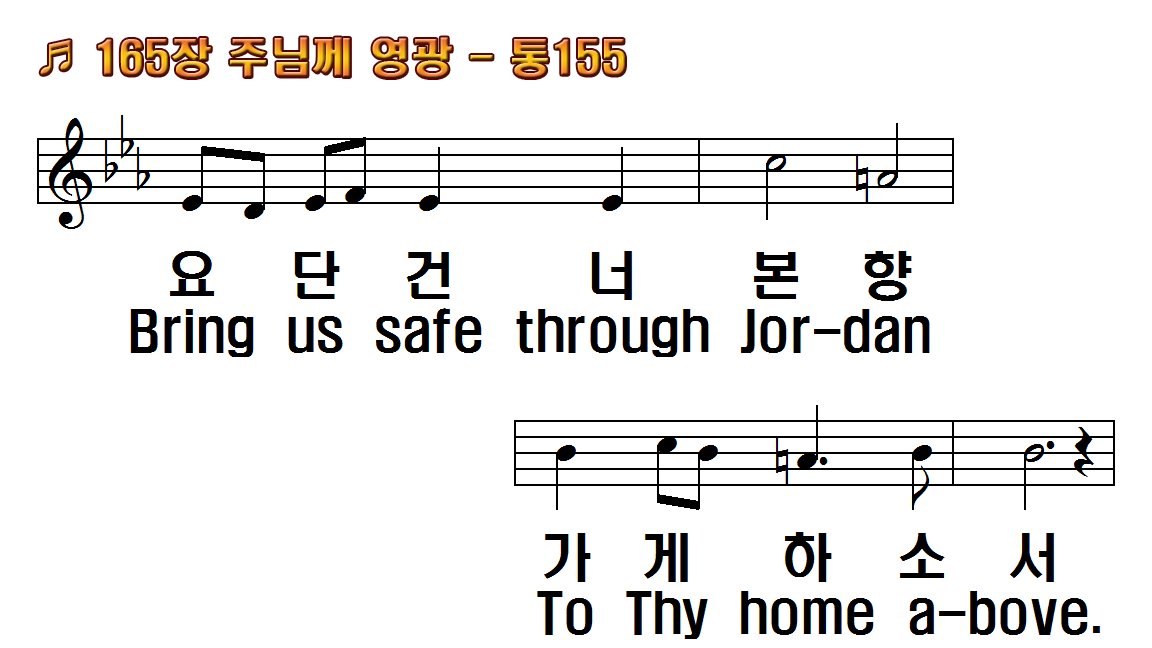 ♬ 165장 주님께 영광 - 통155
요 단 건 너 본 향
Bring us safe through Jor-dan
가 게 하 소 서
To Thy home a-bove.